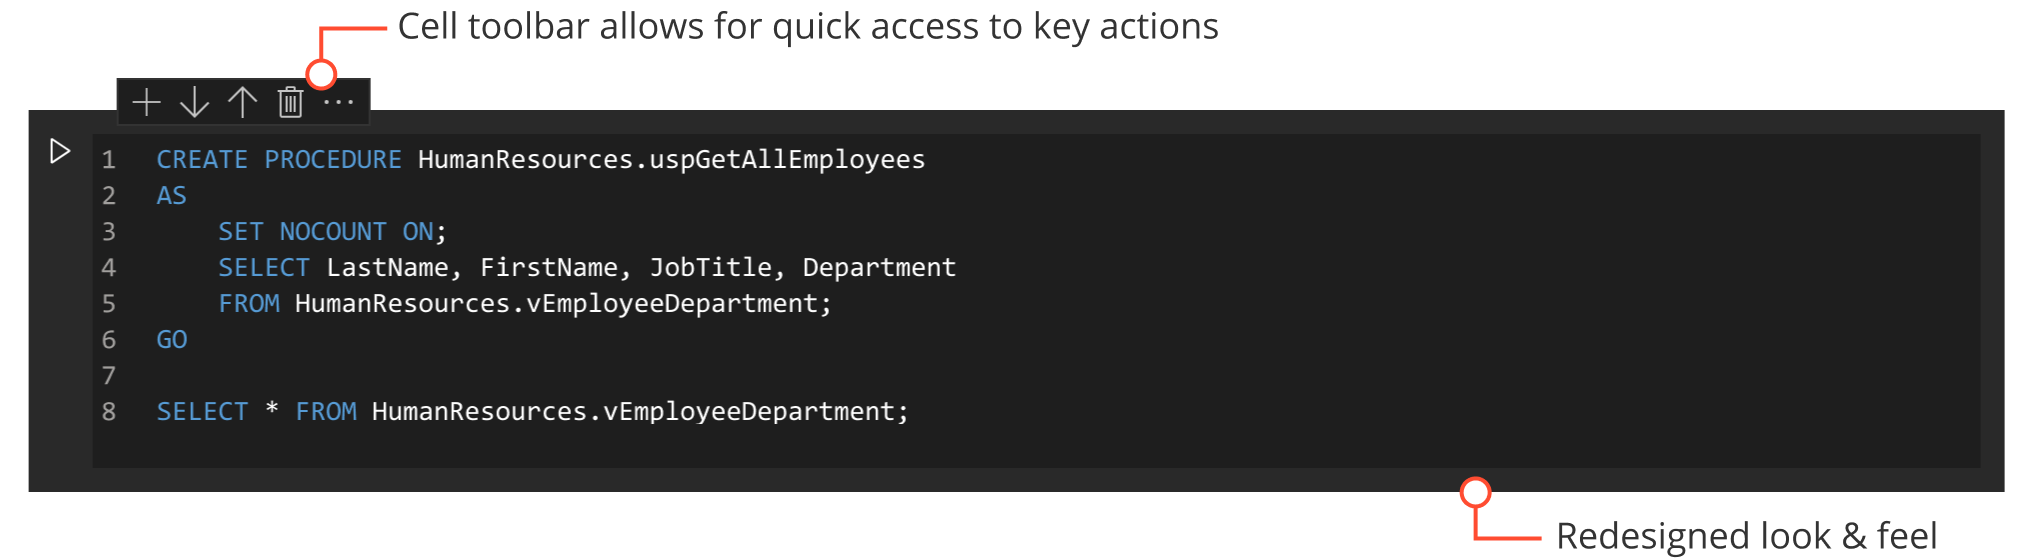 Cell toolbar allows for quick access to key actions
1 CREATE PROCEDURE HumanResources.uspGetAllEmployees
2 AS
3     SET NOCOUNT ON;
4     SELECT LastName, FirstName, JobTitle, Department
5     FROM HumanResources.vEmployeeDepartment;
6 GO
7
8 SELECT * FROM HumanResources.vEmployeeDepartment;
Redesigned look & feel